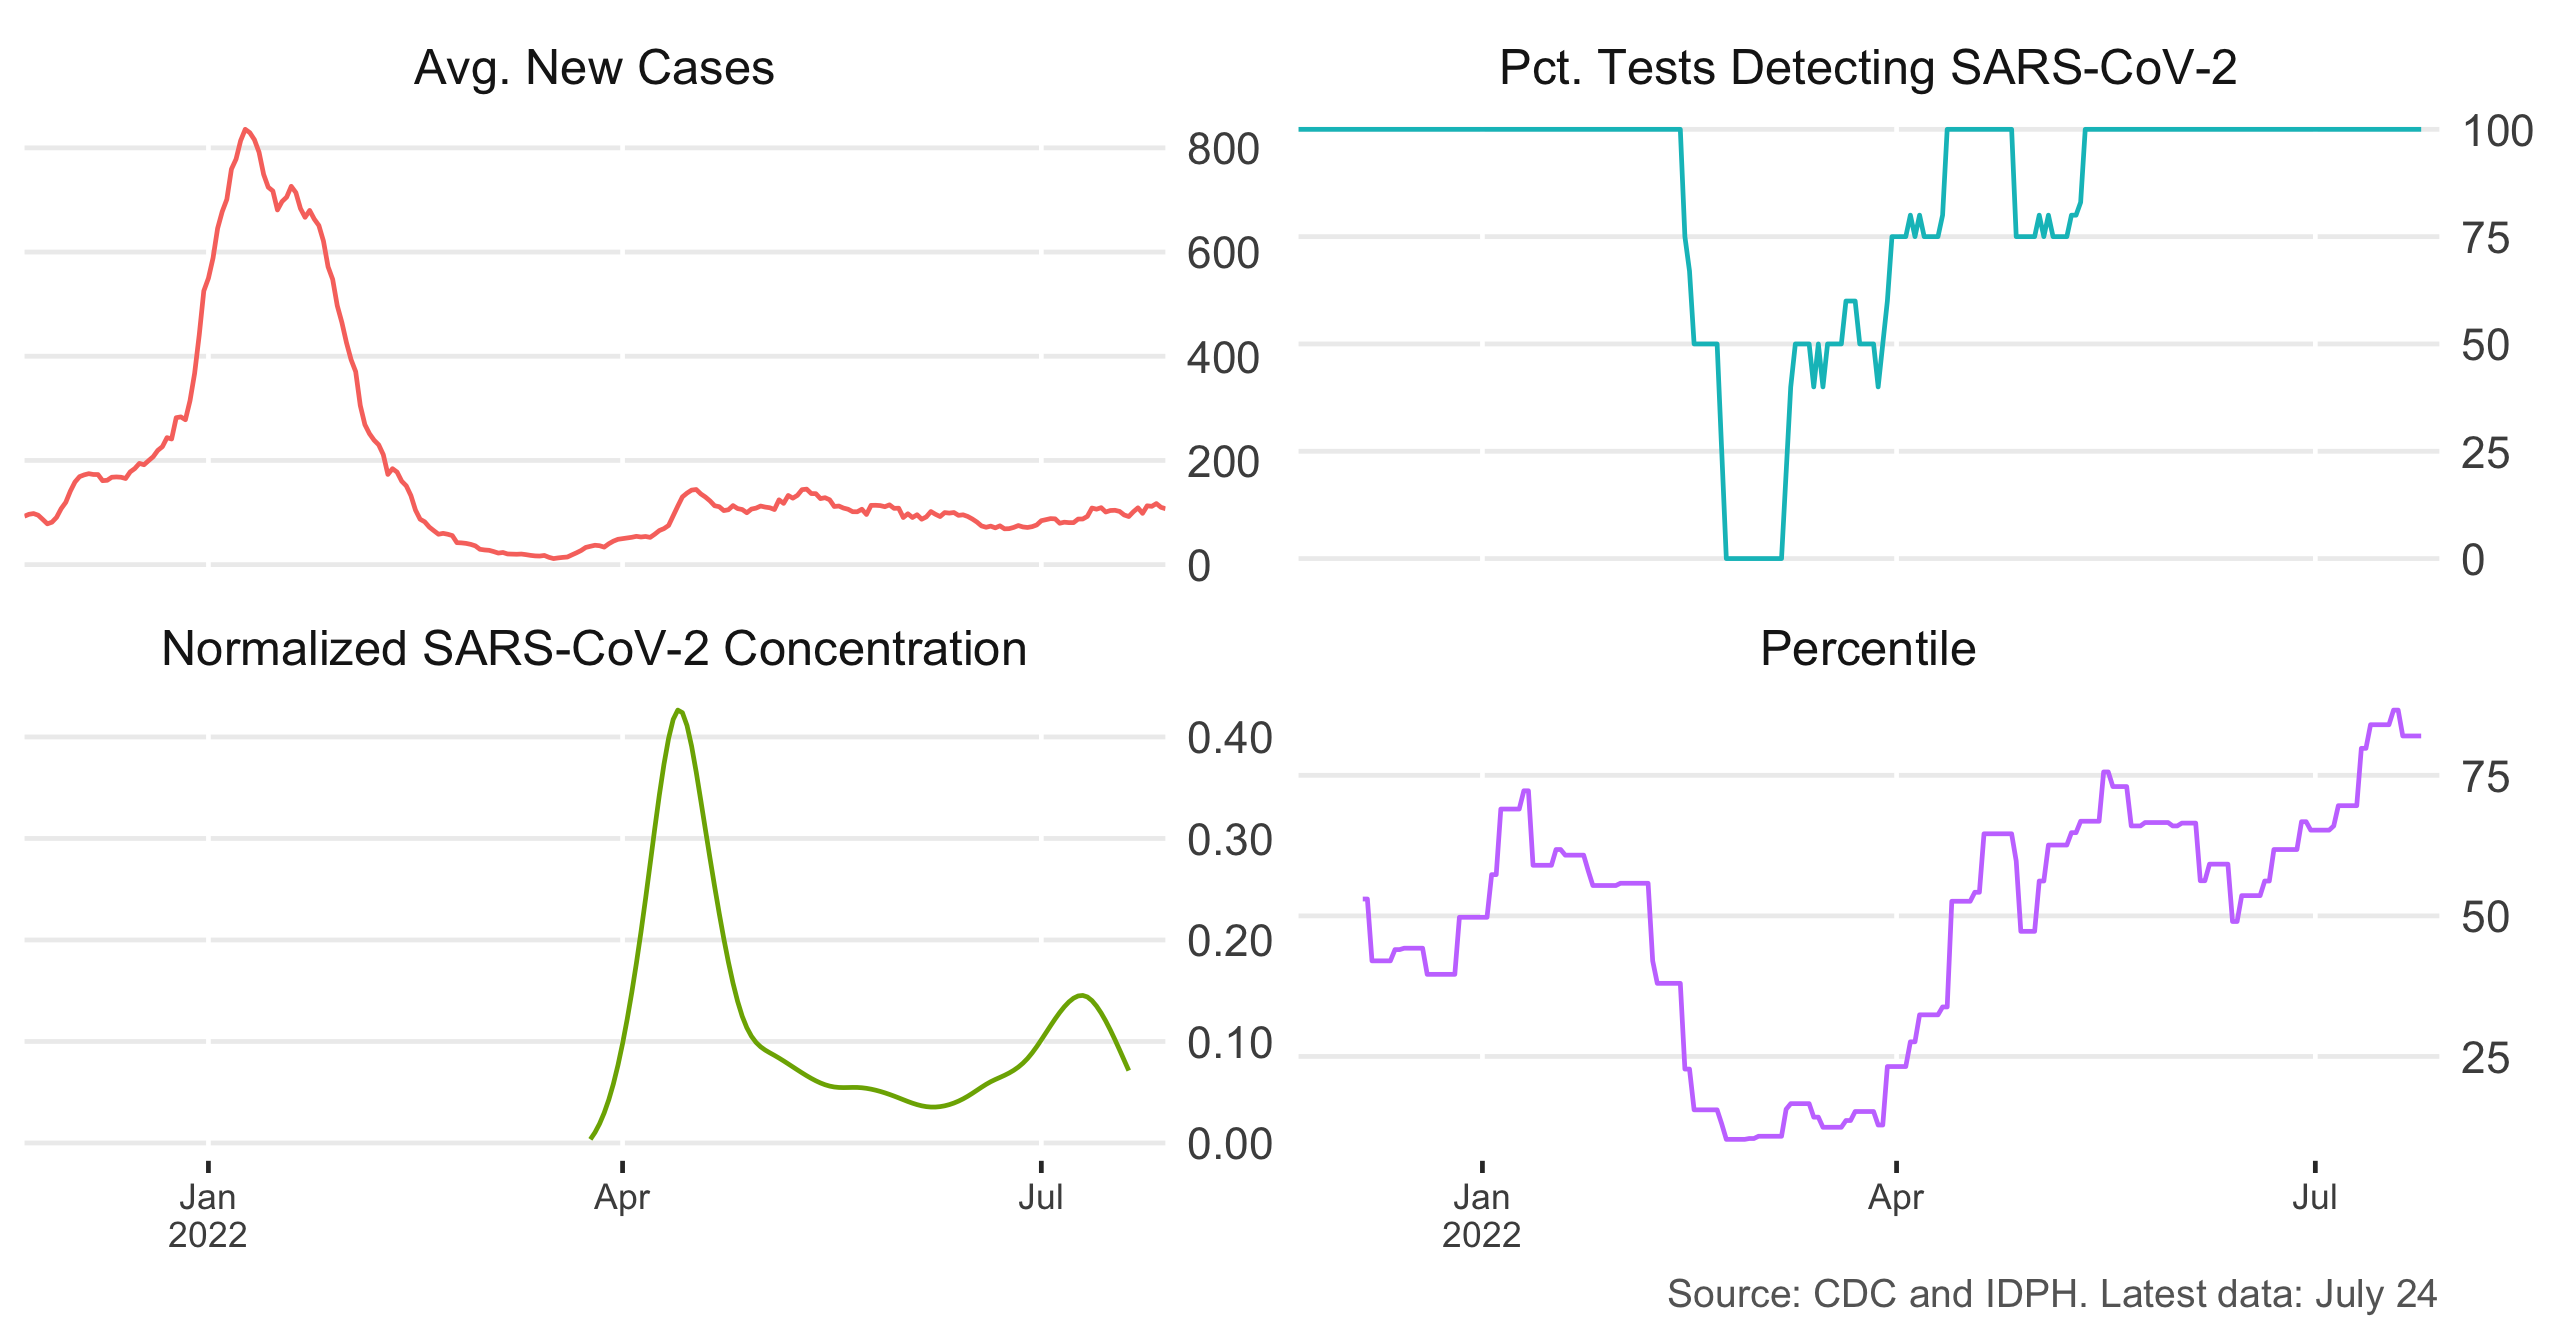 Avg. New Cases
800
600
400
200
0
Pct. Tests Detecting SARS-CoV-2
100
75
50
25
0
Normalized SARS-CoV-2 Concentration
0.40
0.30
0.20
0.10
0.00
Jan
2022
Apr
Jul
Percentile
75
50
25
Jan
2022
Apr
Jul
Source: CDC and IDPH. Latest data: July 24